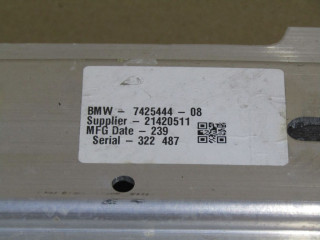 BMW - 7425444 - 08
Supplier - 21420511
MFG Date - 239
Serial - 322 487